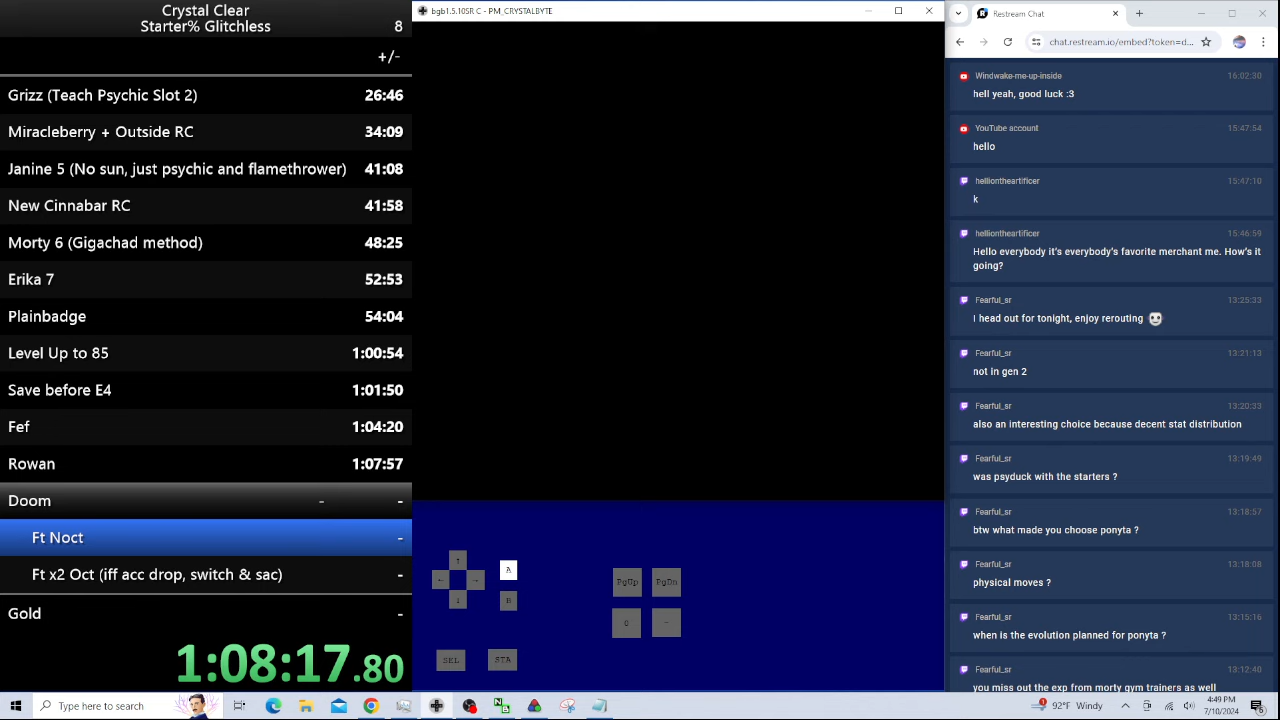 Crystal Clear
Starter% Glitchless 8
+/-
Grizz (Teach Psychic Slot 2) 26:46
Miracleberry + Outside RC 34:09
Janine 5 (No sun, just psychic and flamethrower) 41:08
New Cinnabar RC 41:58
Morty 6 (Gigachad method) 48:25
Erika 7 52:53
Plainbadge 54:04
Level Up to 85 1:00:54
Save before E4 1:01:50
Fef 1:04:20
Rowan 1:07:57
Doom - -
Ft Noct -
Ft x2 Oct (iff acc drop, switch & sac) -
Gold -
1:08:17.80
bgb1.5.10SR C - PM_CRYSTALBYTE
↑
← →
↓
A
B
SEL STA
PgUp PgDn
0 -
Restream Chat
chat.restream.io/embed?token=d...
Windwake-me-up-inside 16:02:30
hell yeah, good luck :3
YouTube account 15:47:54
hello
helliontheartificer 15:47:10
k
helliontheartificer 15:46:59
Hello everybody it's everybody's favorite merchant me. How's it
going?
Fearful_sr 13:25:33
I head out for tonight, enjoy rerouting
Fearful_sr 13:21:13
not in gen 2
Fearful_sr 13:20:33
also an interesting choice because decent stat distribution
Fearful_sr 13:19:49
was psyduck with the starters ?
Fearful_sr 13:18:57
btw what made you choose ponyta ?
Fearful_sr 13:18:08
physical moves ?
Fearful_sr 13:15:16
when is the evolution planned for ponyta ?
Fearful_sr 13:12:40
you miss out the exp from morty gym trainers as well
Type here to search
92°F Windy
4:49 PM
7/10/2024